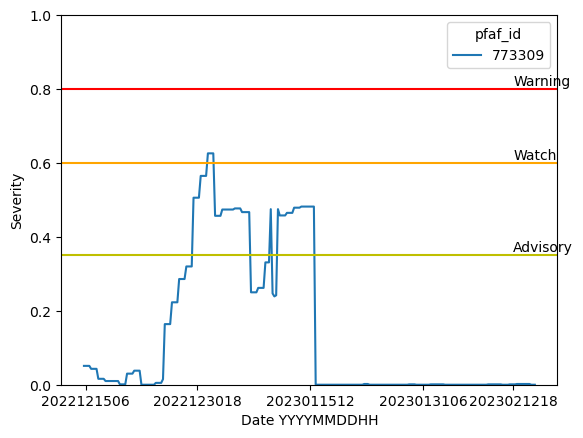 1.0
pfaf_id
773309
0.8
Warning
0.6
Watch
Severity
0.4
Advisory
0.2
0.0
2022121506 2022123018 2023011512 2023013106 2023021218
Date YYYYMMDDHH